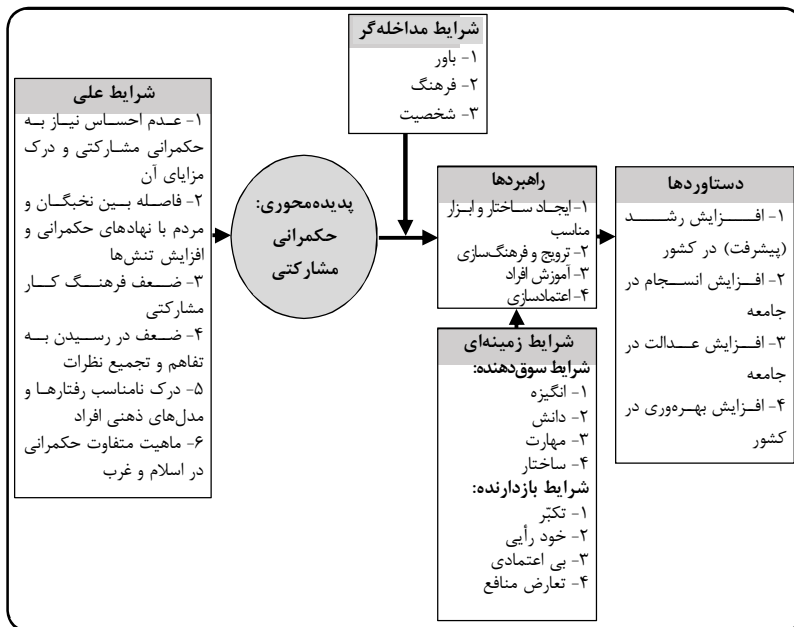 شرایط مداخله‌گر
۱- باور
۲- فرهنگ
۳- شخصیت
شرایط علی
۱- عدم احساس نیاز به
حکمرانی مشارکتی و درک
مزایای آن
۲- فاصله بین نخبگان و
مردم با نهادهای حکمرانی و
افزایش تنش‌ها
۳- ضعف فرهنگ کار
مشارکتی
۴- ضعف در رسیدن به
تفاهم و تجمیع نظرات
۵- درک نامناسب رفتارها و
مدل‌های ذهنی افراد
۶- ماهیت متفاوت حکمرانی
در اسلام و غرب
پدیده‌محوری:
حکمرانی
مشارکتی
راهبردها
۱- ایجاد ساختار و ابزار
مناسب
۲- ترویج و فرهنگ‌سازی
۳- آموزش افراد
۴- اعتمادسازی
شرایط زمینه‌ای
شرایط سوق‌دهنده:
۱- انگیزه
۲- دانش
۳- مهارت
۴- ساختار
شرایط بازدارنده:
۱- تکبّر
۲- خود رأیی
۳- بی اعتمادی
۴- تعارض منافع
دستاوردها
۱- افزایش رشد
(پیشرفت) در کشور
۲- افزایش انسجام در
جامعه
۳- افزایش عدالت در
جامعه
۴- افزایش بهره‌وری در
کشور